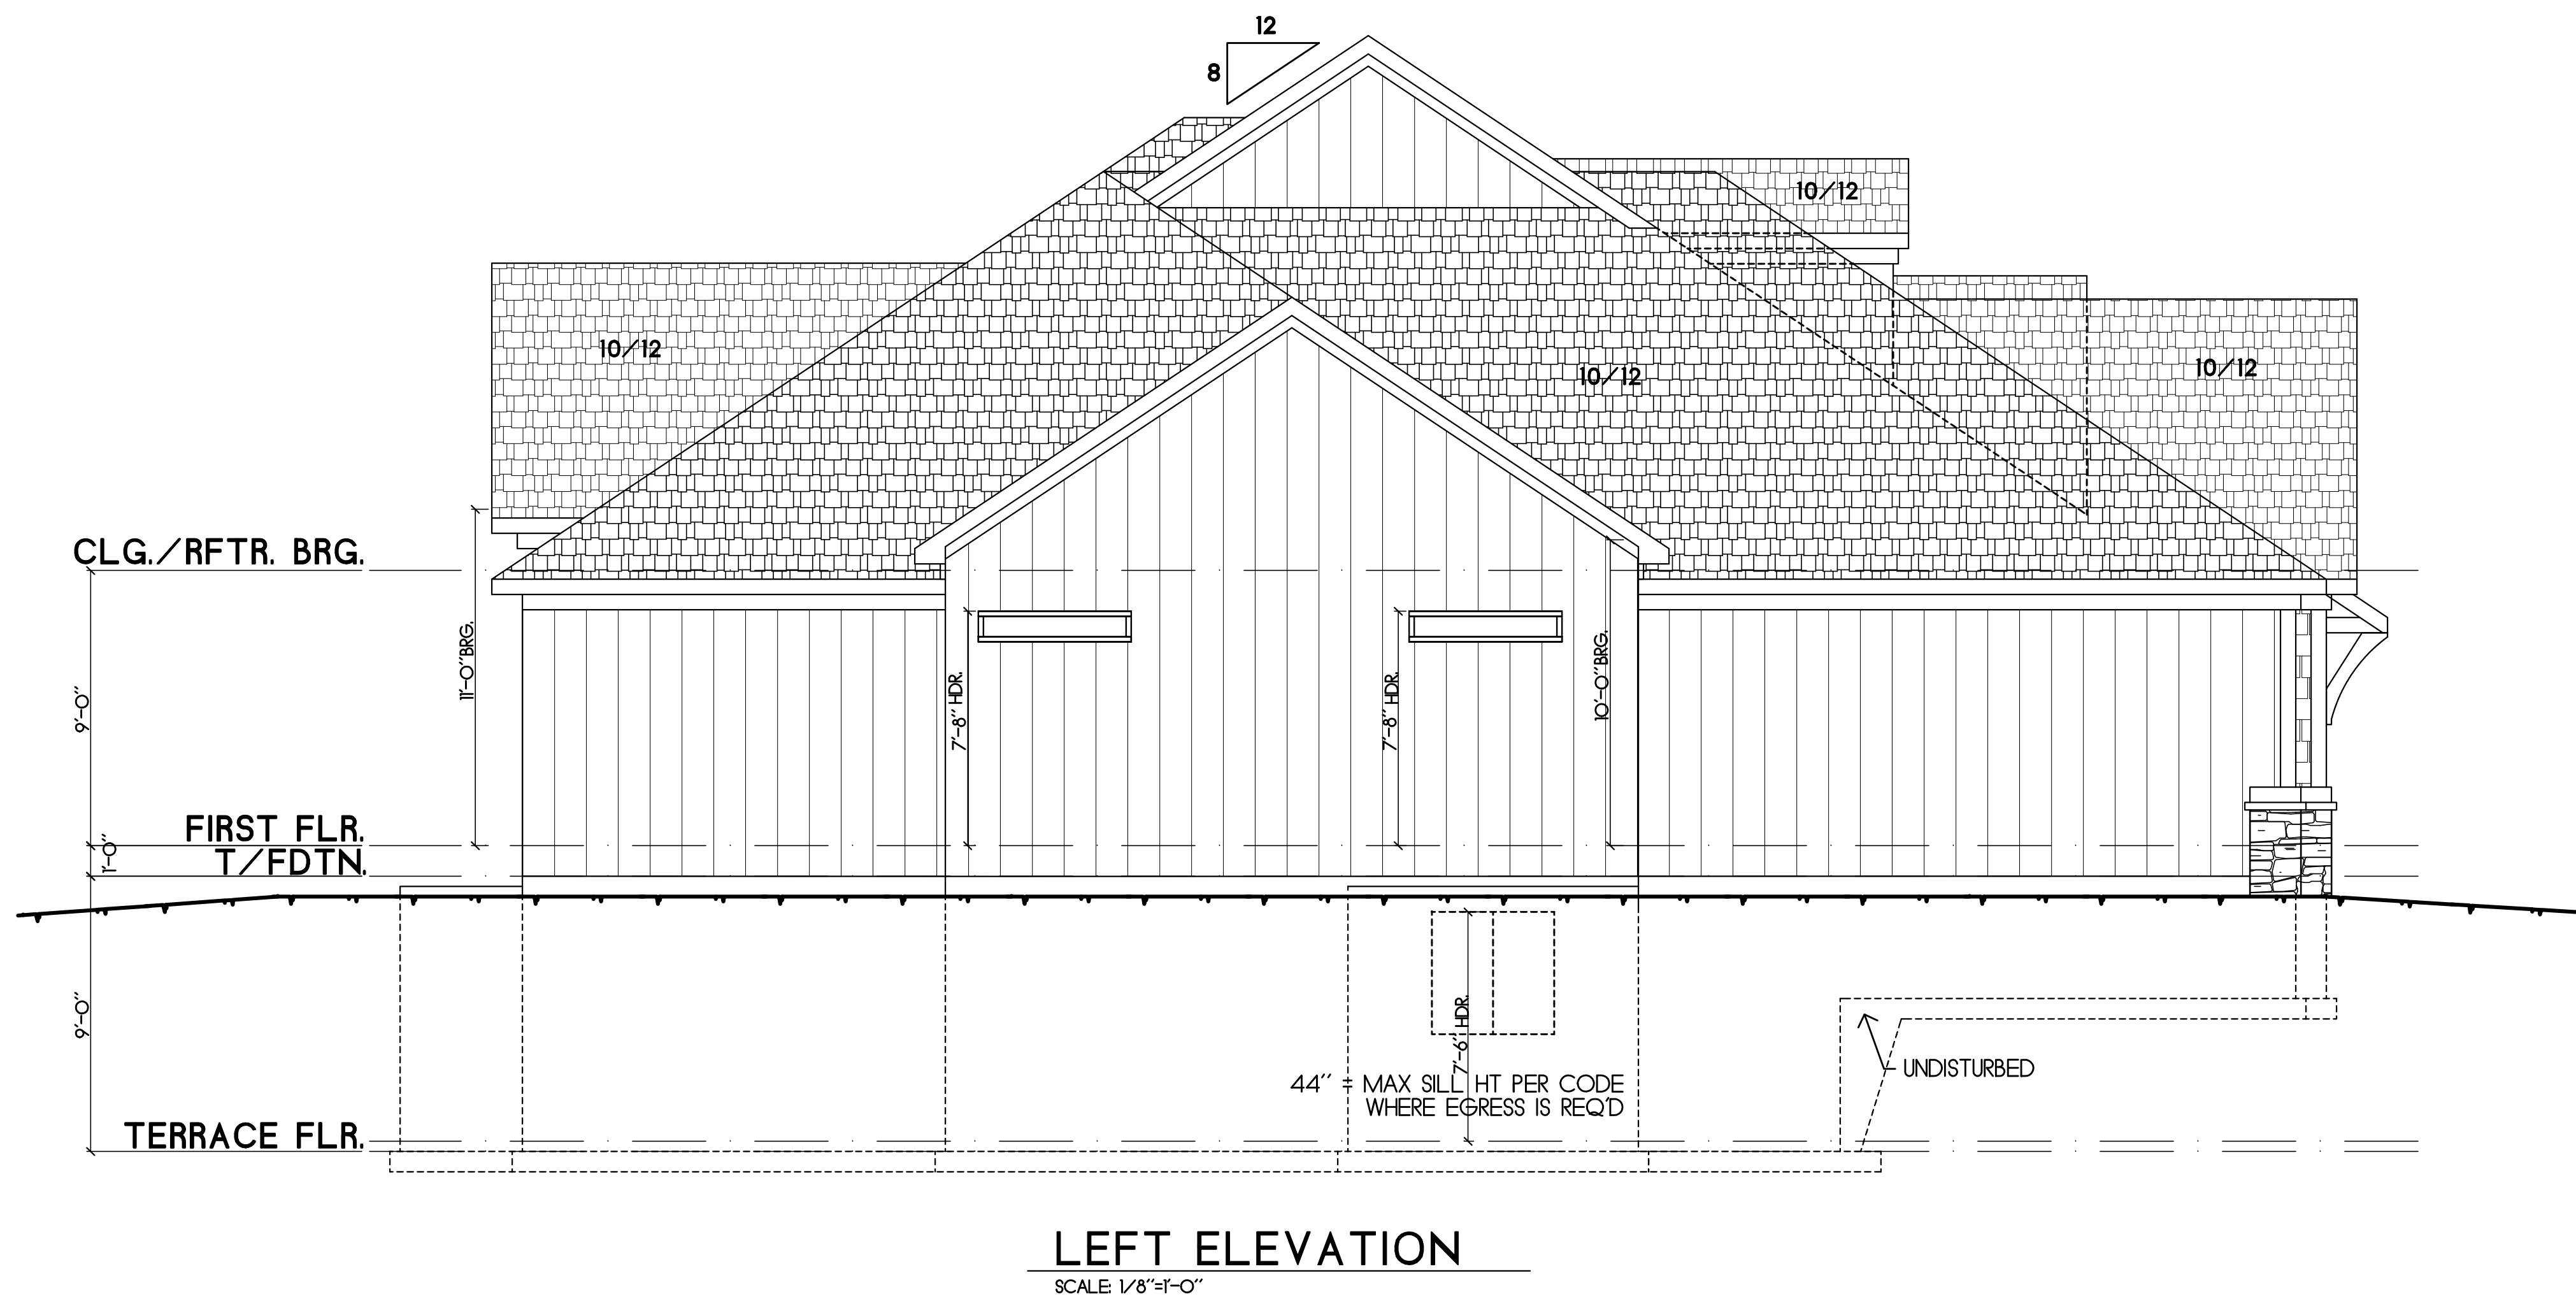 12
8
10/12
10/12
10/12
10/12
CLG./RFTR. BRG.
11'-0" BRG.
10'-0" BRG.
7'-8" HDR.
7'-8" HDR.
9'-0"
FIRST FLR.
1'-0"
T/FDTN.
9'-0"
7'-6" HDR.
UNDISTURBED
44" = MAX SILL HT PER CODE
WHERE EGRESS IS REQ'D
TERRACE FLR.
LEFT ELEVATION
SCALE: 1/8"=1'-0"